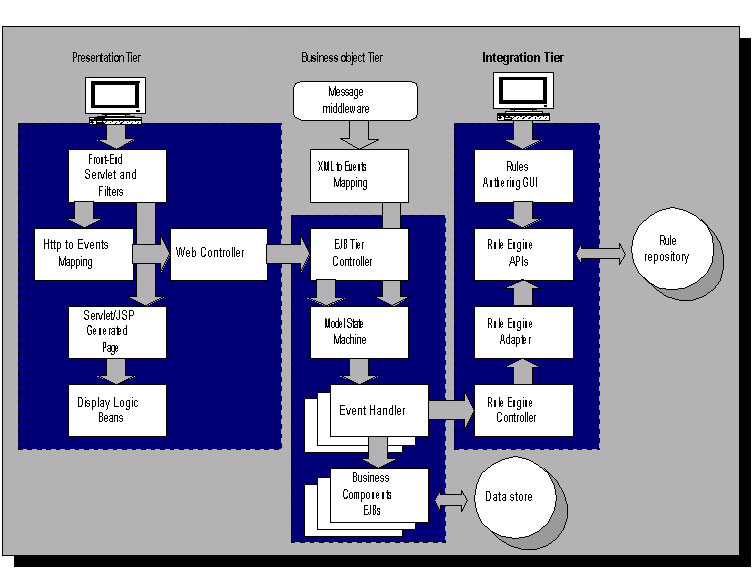 Presentation Tier
Business object Tier
Integration Tier
Message
middleware
Front-End
Servlet and
Filters
XML to Events
Mapping
Rules
Authering GUI
Http to Events
Mapping
Web Controller
EJB Tier
Controller
Rule Engine
APIs
Rule
repository
Servlet/JSP
Generated
Page
Model State
Machine
Rule Engine
Adapter
Display Logic
Beans
Event Handler
Rule Engine
Controller
Business
Components
EJBs
Data store